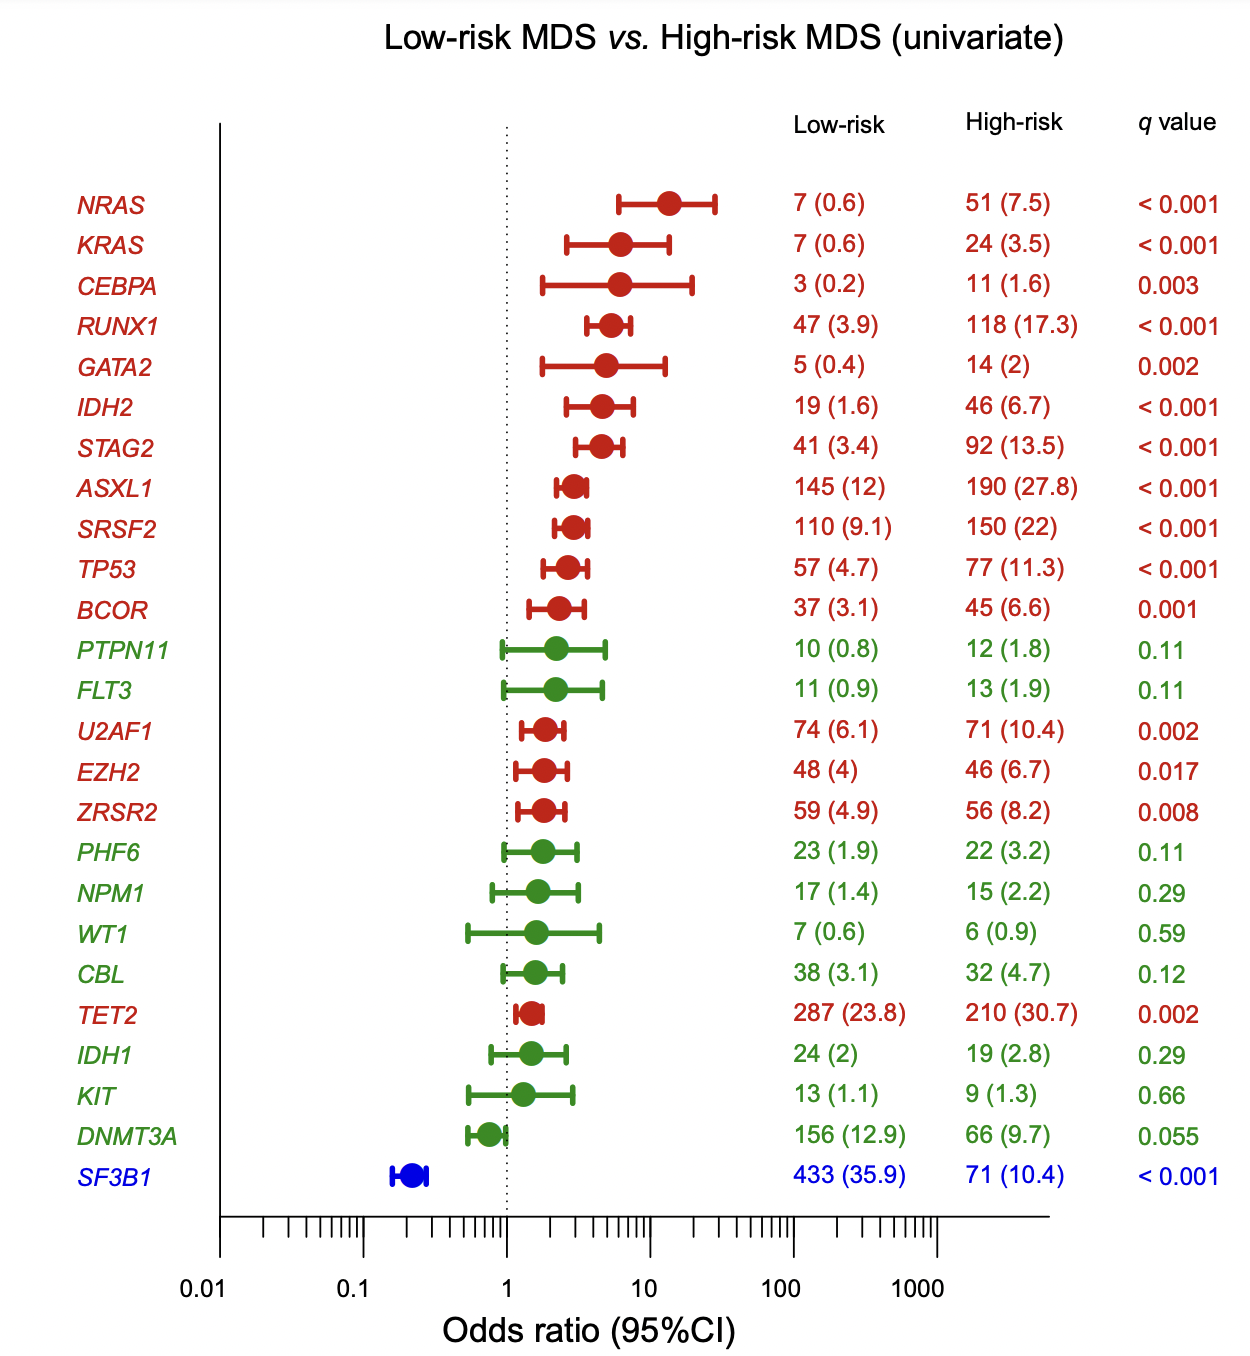 Low-risk MDS vs. High-risk MDS (univariate)
Low-risk High-risk q value
NRAS 7 (0.6) 51 (7.5) < 0.001
KRAS 7 (0.6) 24 (3.5) < 0.001
CEBPA 3 (0.2) 11 (1.6) 0.003
RUNX1 47 (3.9) 118 (17.3) < 0.001
GATA2 5 (0.4) 14 (2) 0.002
IDH2 19 (1.6) 46 (6.7) < 0.001
STAG2 41 (3.4) 92 (13.5) < 0.001
ASXL1 145 (12) 190 (27.8) < 0.001
SRSF2 110 (9.1) 150 (22) < 0.001
TP53 57 (4.7) 77 (11.3) < 0.001
BCOR 37 (3.1) 45 (6.6) 0.001
PTPN11 10 (0.8) 12 (1.8) 0.11
FLT3 11 (0.9) 13 (1.9) 0.11
U2AF1 74 (6.1) 71 (10.4) 0.002
EZH2 48 (4) 46 (6.7) 0.017
ZRSR2 59 (4.9) 56 (8.2) 0.008
PHF6 23 (1.9) 22 (3.2) 0.11
NPM1 17 (1.4) 15 (2.2) 0.29
WT1 7 (0.6) 6 (0.9) 0.59
CBL 38 (3.1) 32 (4.7) 0.12
TET2 287 (23.8) 210 (30.7) 0.002
IDH1 24 (2) 19 (2.8) 0.29
KIT 13 (1.1) 9 (1.3) 0.66
DNMT3A 156 (12.9) 66 (9.7) 0.055
SF3B1 433 (35.9) 71 (10.4) < 0.001
0.01 0.1 1 10 100 1000
Odds ratio (95%CI)